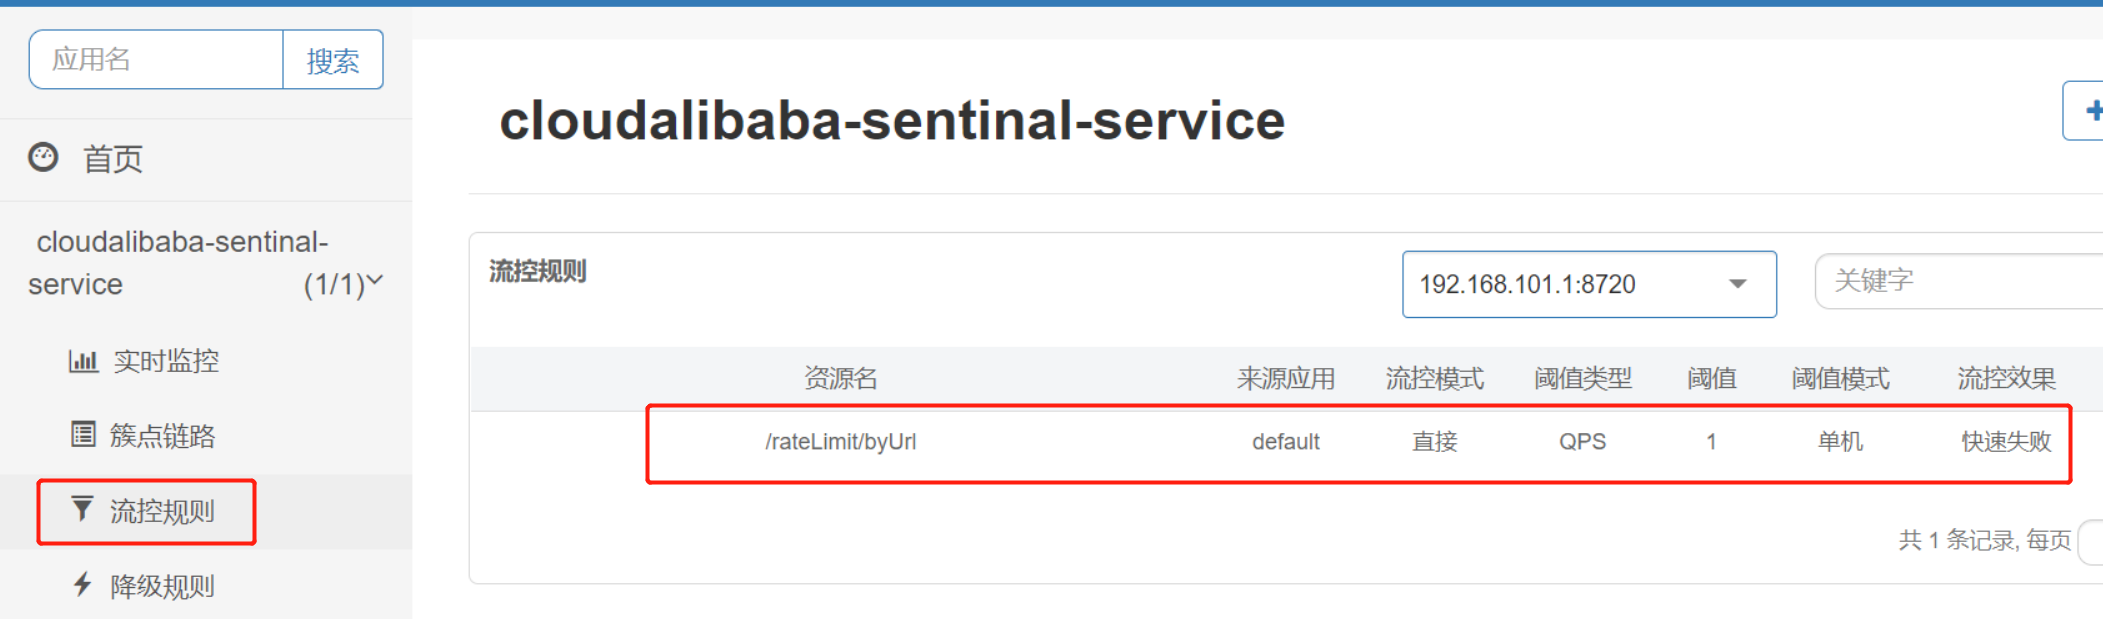 应用名 搜索
首页
cloudalibaba-sentinal-
service (1/1)
实时监控
簇点链路
流控规则
降级规则
cloudalibaba-sentinal-service
流控规则 192.168.101.1:8720 关键字
资源名 来源应用 流控模式 阈值类型 阈值 阈值模式 流控效果
/rateLimit/byUrl default 直接 QPS 1 单机 快速失败
共 1 条记录, 每页